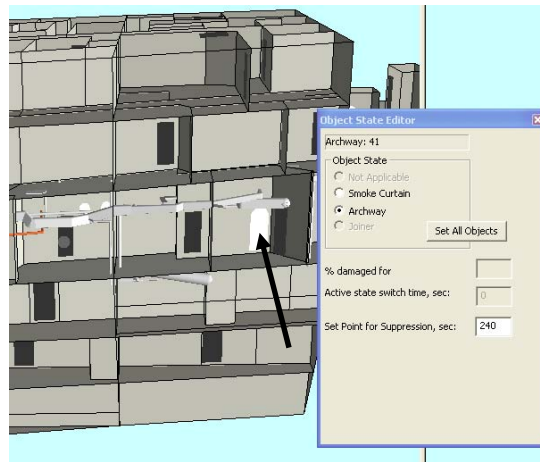 Object State Editor
Archway: 41
Object State
Not Applicable
Smoke Curtain
Archway
Joiner
Set All Objects
% damaged for
Active state switch time, sec:
0
Set Point for Suppression, sec:
240